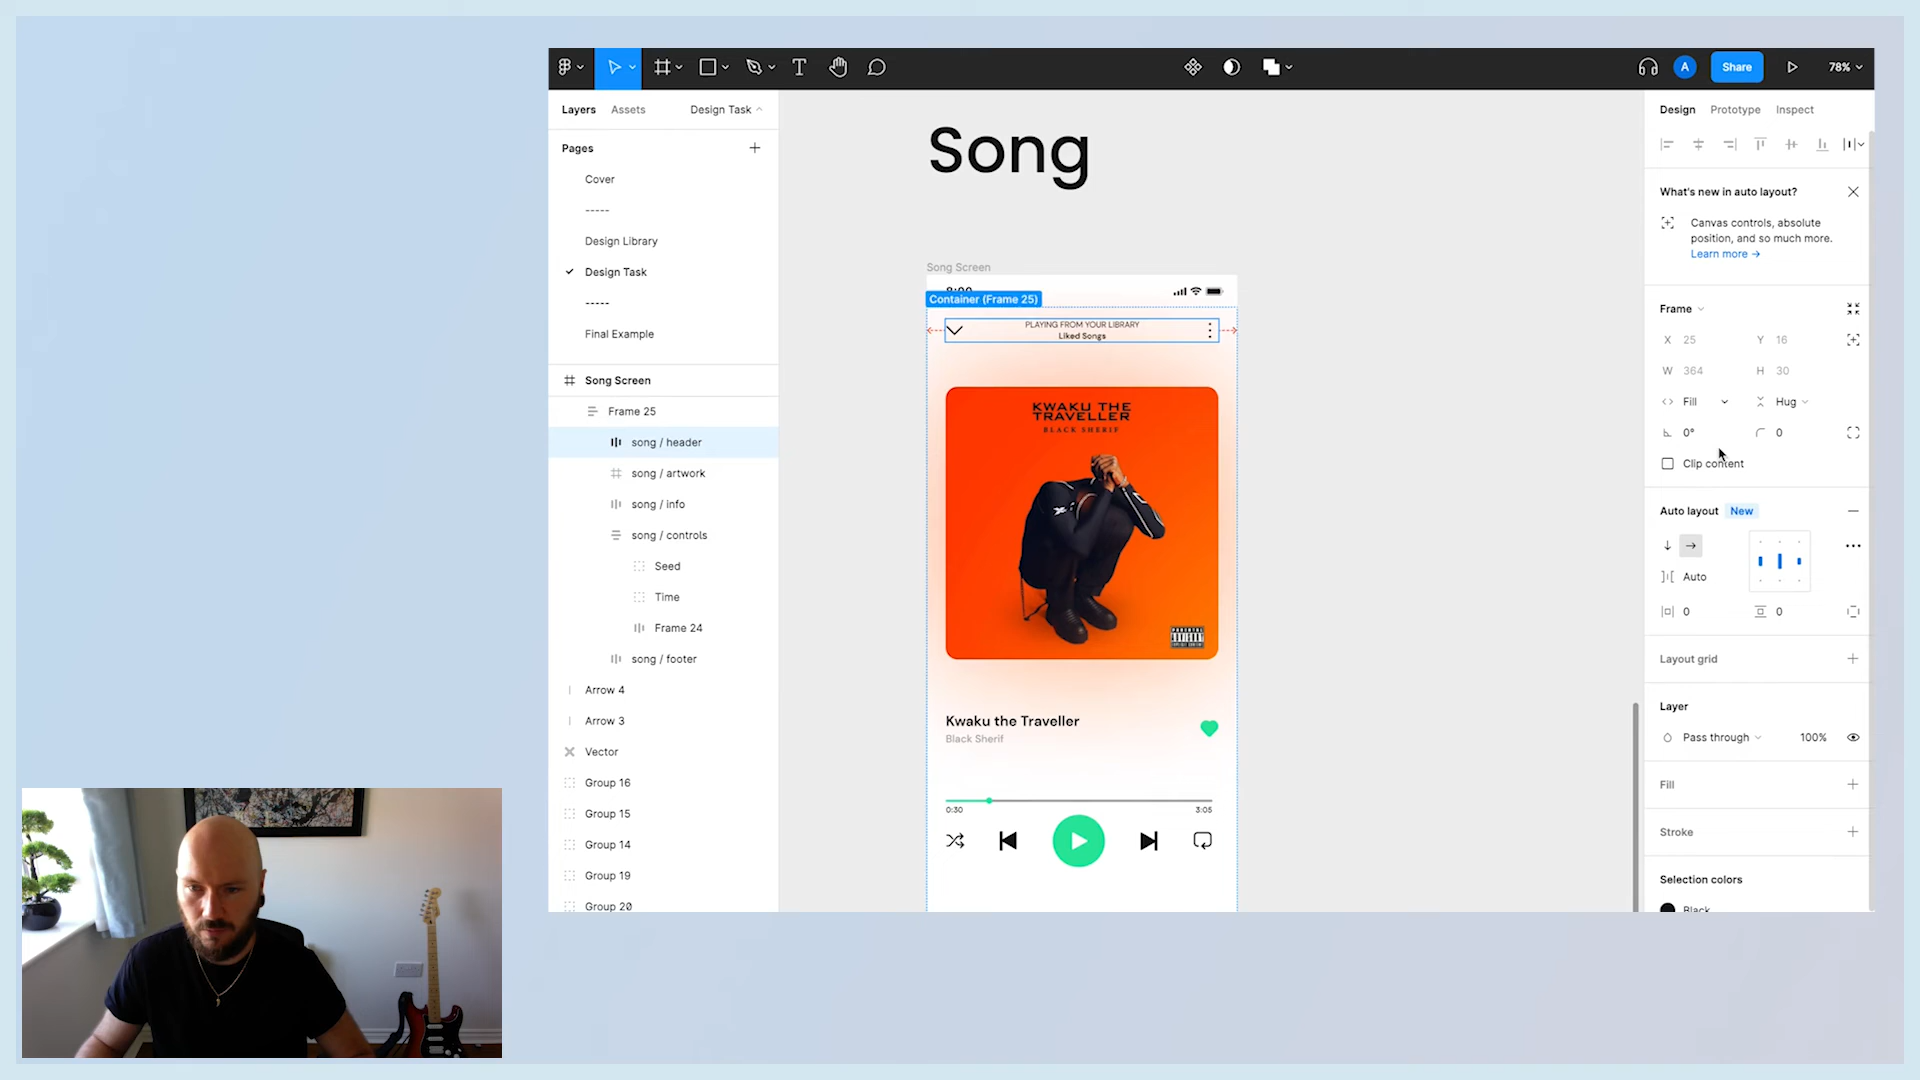 Share
A
78%
Layers
Assets
Design Task
Pages
Cover
-----
Design Library
Design Task
-----
Final Example
Song Screen
Frame 25
song / header
song / artwork
song / info
song / controls
Seed
Time
Frame 24
song / footer
Arrow 4
Arrow 3
Vector
Group 16
Group 15
Group 14
Group 19
Group 20
Song
Song Screen
Container (Frame 25)
PLAYING FROM YOUR LIBRARY
Liked Songs
KWAKU THE
TRAVELLER
BLACK SHERIF
PARENTAL
Kwaku the Traveller
Black Sherif
0:30
3:05
Design
Prototype
Inspect
What's new in auto layout?
Canvas controls, absolute
position, and so much more.
Learn more →
Frame
X 25
Y 16
W 364
H 30
Fill
Hug
0°
0
Clip content
Auto layout
New
Auto
0
0
Layout grid
Layer
Pass through
100%
Fill
Stroke
Selection colors
Black